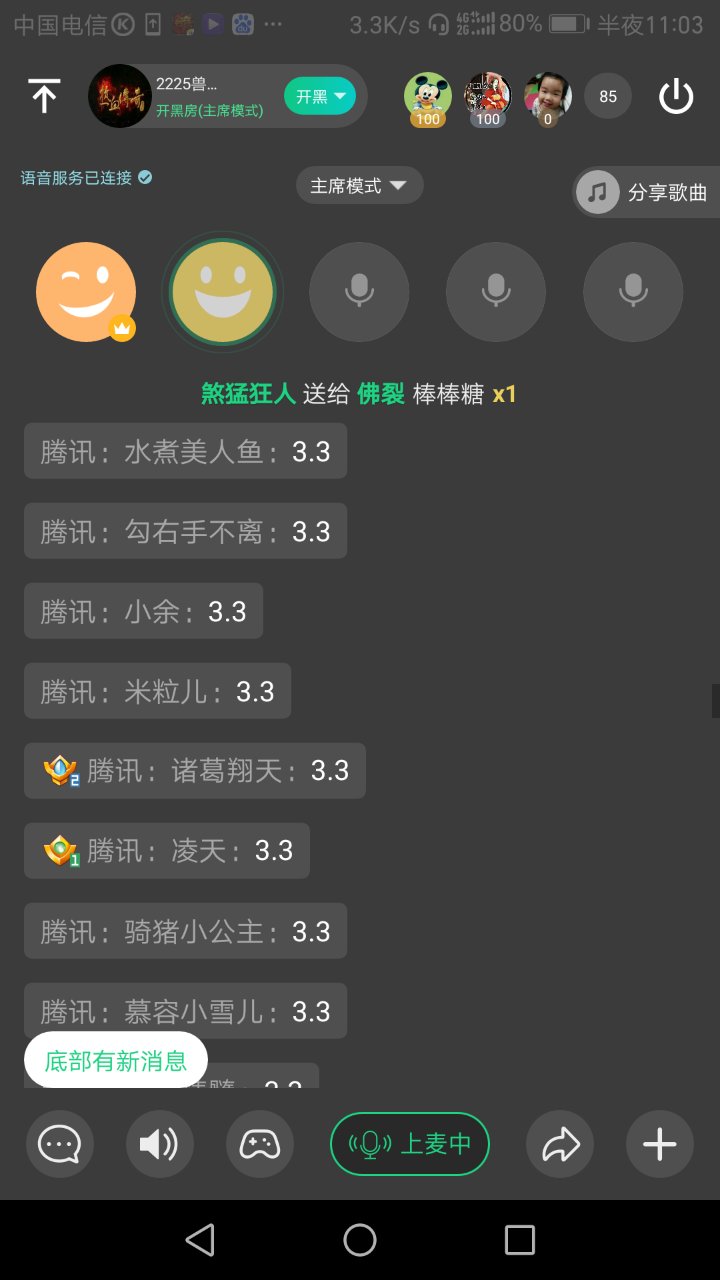 中国电信 3.3K/s 4G 2G 80% 半夜11:03
2225兽...
开黑房(主席模式)
开黑
100
100
0
85
语音服务已连接
主席模式
分享歌曲
煞猛狂人 送给 佛裂 棒棒糖 x1
腾讯：水煮美人鱼：3.3
腾讯：勾右手不离：3.3
腾讯：小余：3.3
腾讯：米粒儿：3.3
2 腾讯：诸葛翔天：3.3
1 腾讯：凌天：3.3
腾讯：骑猪小公主：3.3
腾讯：慕容小雪儿：3.3
底部有新消息
上麦中